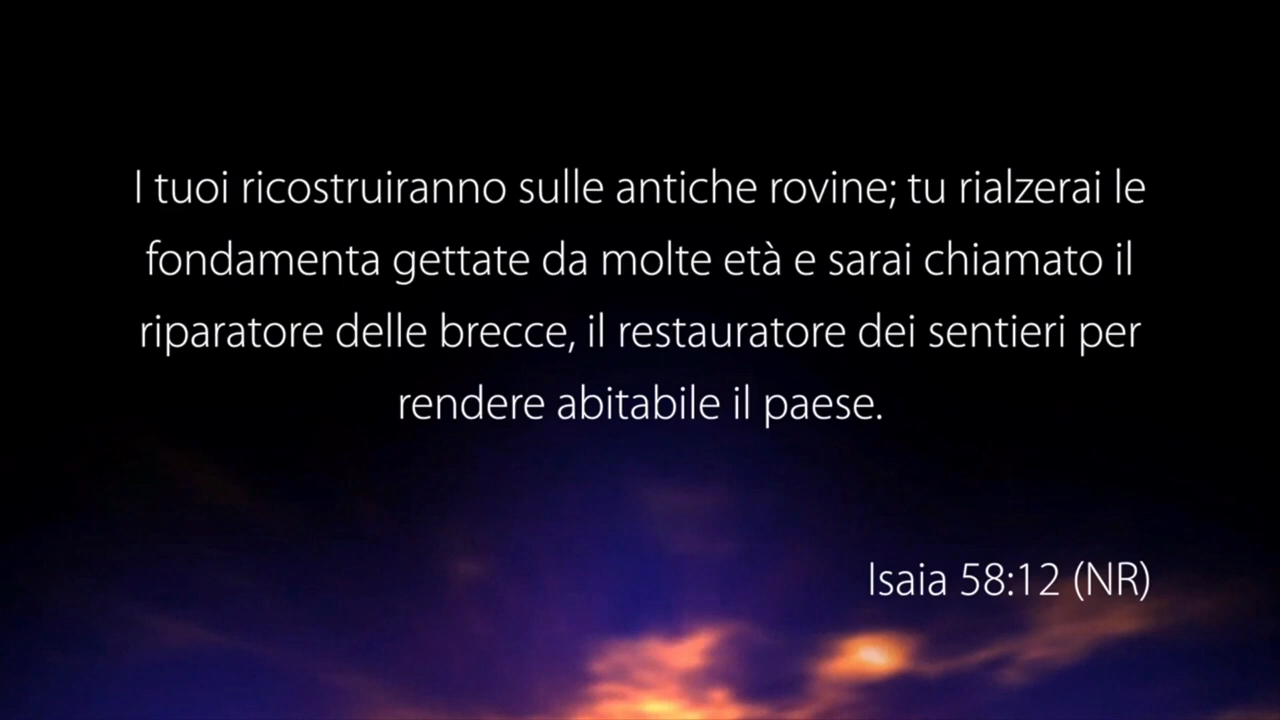 I tuoi ricostruiranno sulle antiche rovine; tu rialzerai le
fondamenta gettate da molte età e sarai chiamato il
riparatore delle brecce, il restauratore dei sentieri per
rendere abitabile il paese.
Isaia 58:12 (NR)